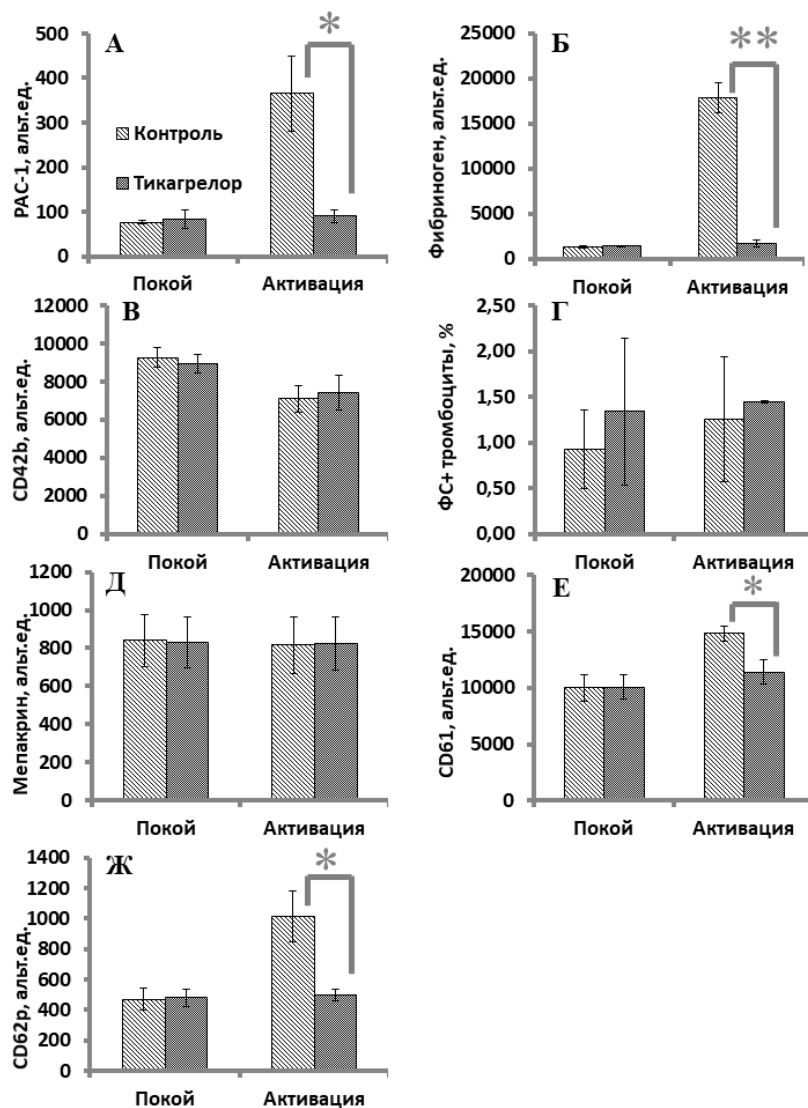 А
*
PAC-1, альт.ед.
500
400
300
200
100
0
Контроль
Тикагрелор
Покой
Активация
Б
**
Фибриноген, альт.ед.
25000
20000
15000
10000
5000
0
Покой
Активация
В
CD42b, альт.ед.
12000
10000
8000
6000
4000
2000
0
Покой
Активация
Г
ФС+ тромбоциты, %
2,50
2,00
1,50
1,00
0,50
0,00
Покой
Активация
Д
Мепакрин, альт.ед.
1200
1000
800
600
400
200
0
Покой
Активация
Е
*
CD61, альт.ед.
20000
15000
10000
5000
0
Покой
Активация
Ж
*
CD62p, альт.ед.
1400
1200
1000
800
600
400
200
0
Покой
Активация